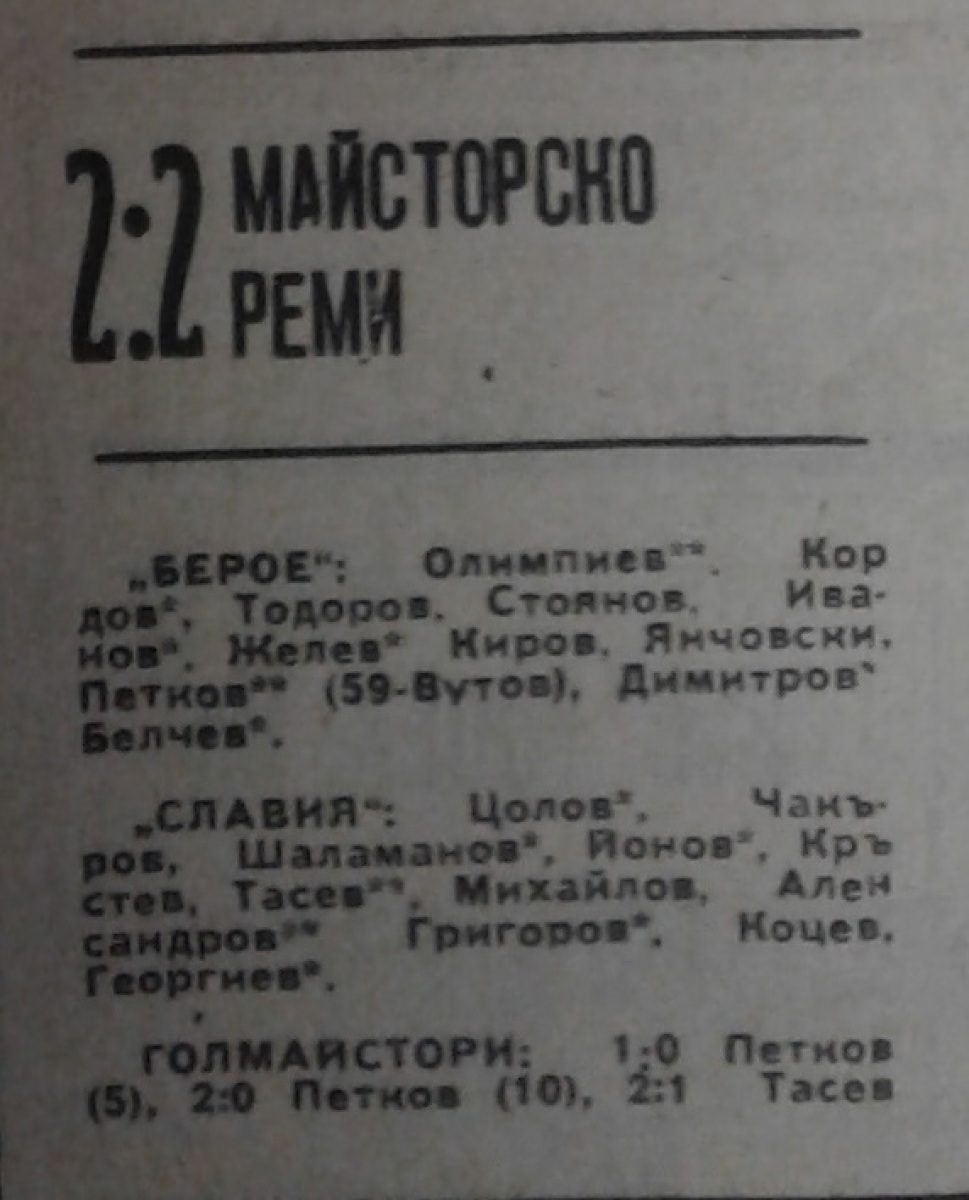 2:2 МАЙСТОРСКО
РЕМИ
„БЕРОЕ“: Олимпиев**. Кор
дов*, Тодоров. Стоянов. Ива-
нов*. Желев* Киров. Янчовски.
Петков** (59-Вутов), Димитров*
Белчев*.
„СЛАВИЯ“: Цолов*. Чакъ-
ров, Шаламанов*, Йонов*, Кръ
стев, Тасев**, Михайлов,Ален
сандров** Григоров*. Коцев.
Георгиев*.
ГОЛМАЙСТОРИ: 1:0 Петков
(5), 2:0 Петков (10), 2:1 Тасев